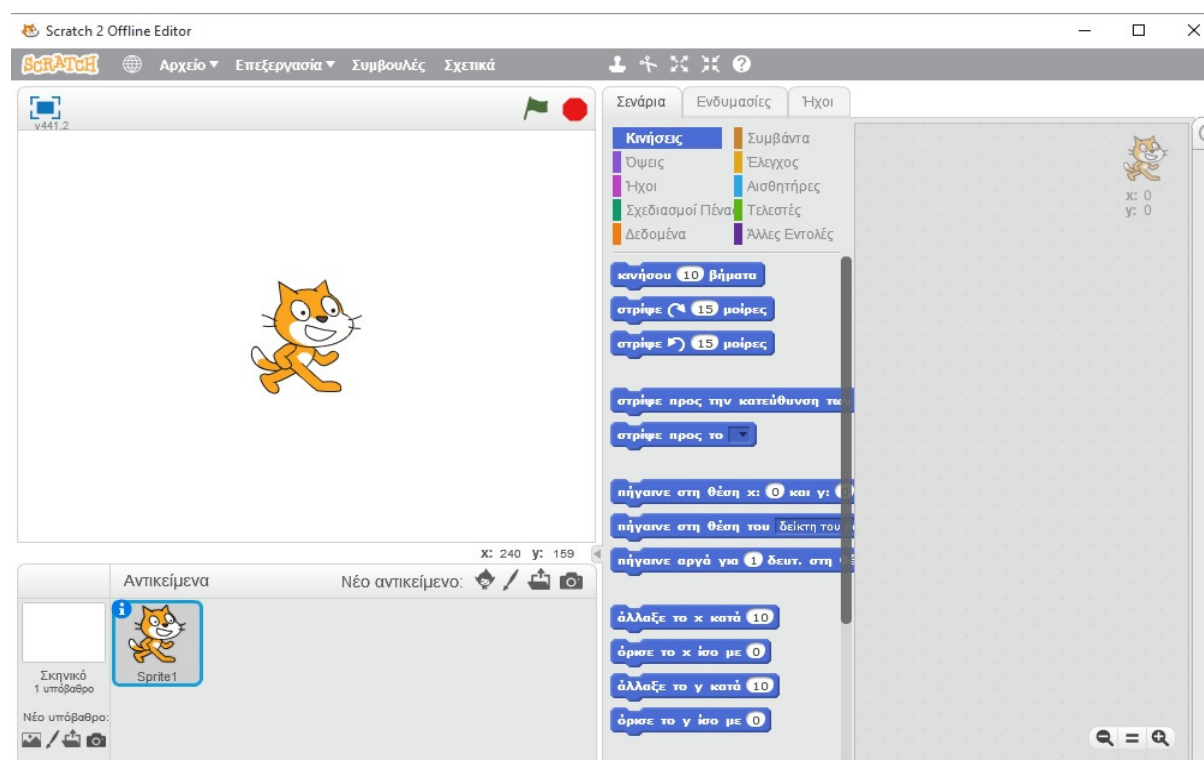 Scratch 2 Offline Editor
SCRATCH Αρχείο Επεξεργασία Συμβουλές Σχετικά
v441.2
Σενάρια Ενδυμασίες Ήχοι
Κινήσεις Συμβάντα
Όψεις Έλεγχος
Ήχοι Αισθητήρες
Σχεδιασμοί Πένας Τελεστές
Δεδομένα Άλλες Εντολές
x: 0
y: 0
κινήσου 10 βήματα
στρίψε 15 μοίρες
στρίψε 15 μοίρες
στρίψε προς την κατεύθυνση των
στρίψε προς το
πήγαινε στη θέση x: 0 και y: 0
πήγαινε στη θέση του δείκτη του
πήγαινε αργά για 1 δευτ. στη
άλλαξε το x κατά 10
όρισε το x ίσο με 0
άλλαξε το y κατά 10
όρισε το y ίσο με 0
x: 240 y: 159
Αντικείμενα Νέο αντικείμενο:
Sprite1
Σκηνικό
1 υπόβαθρο
Νέο υπόβαθρο: